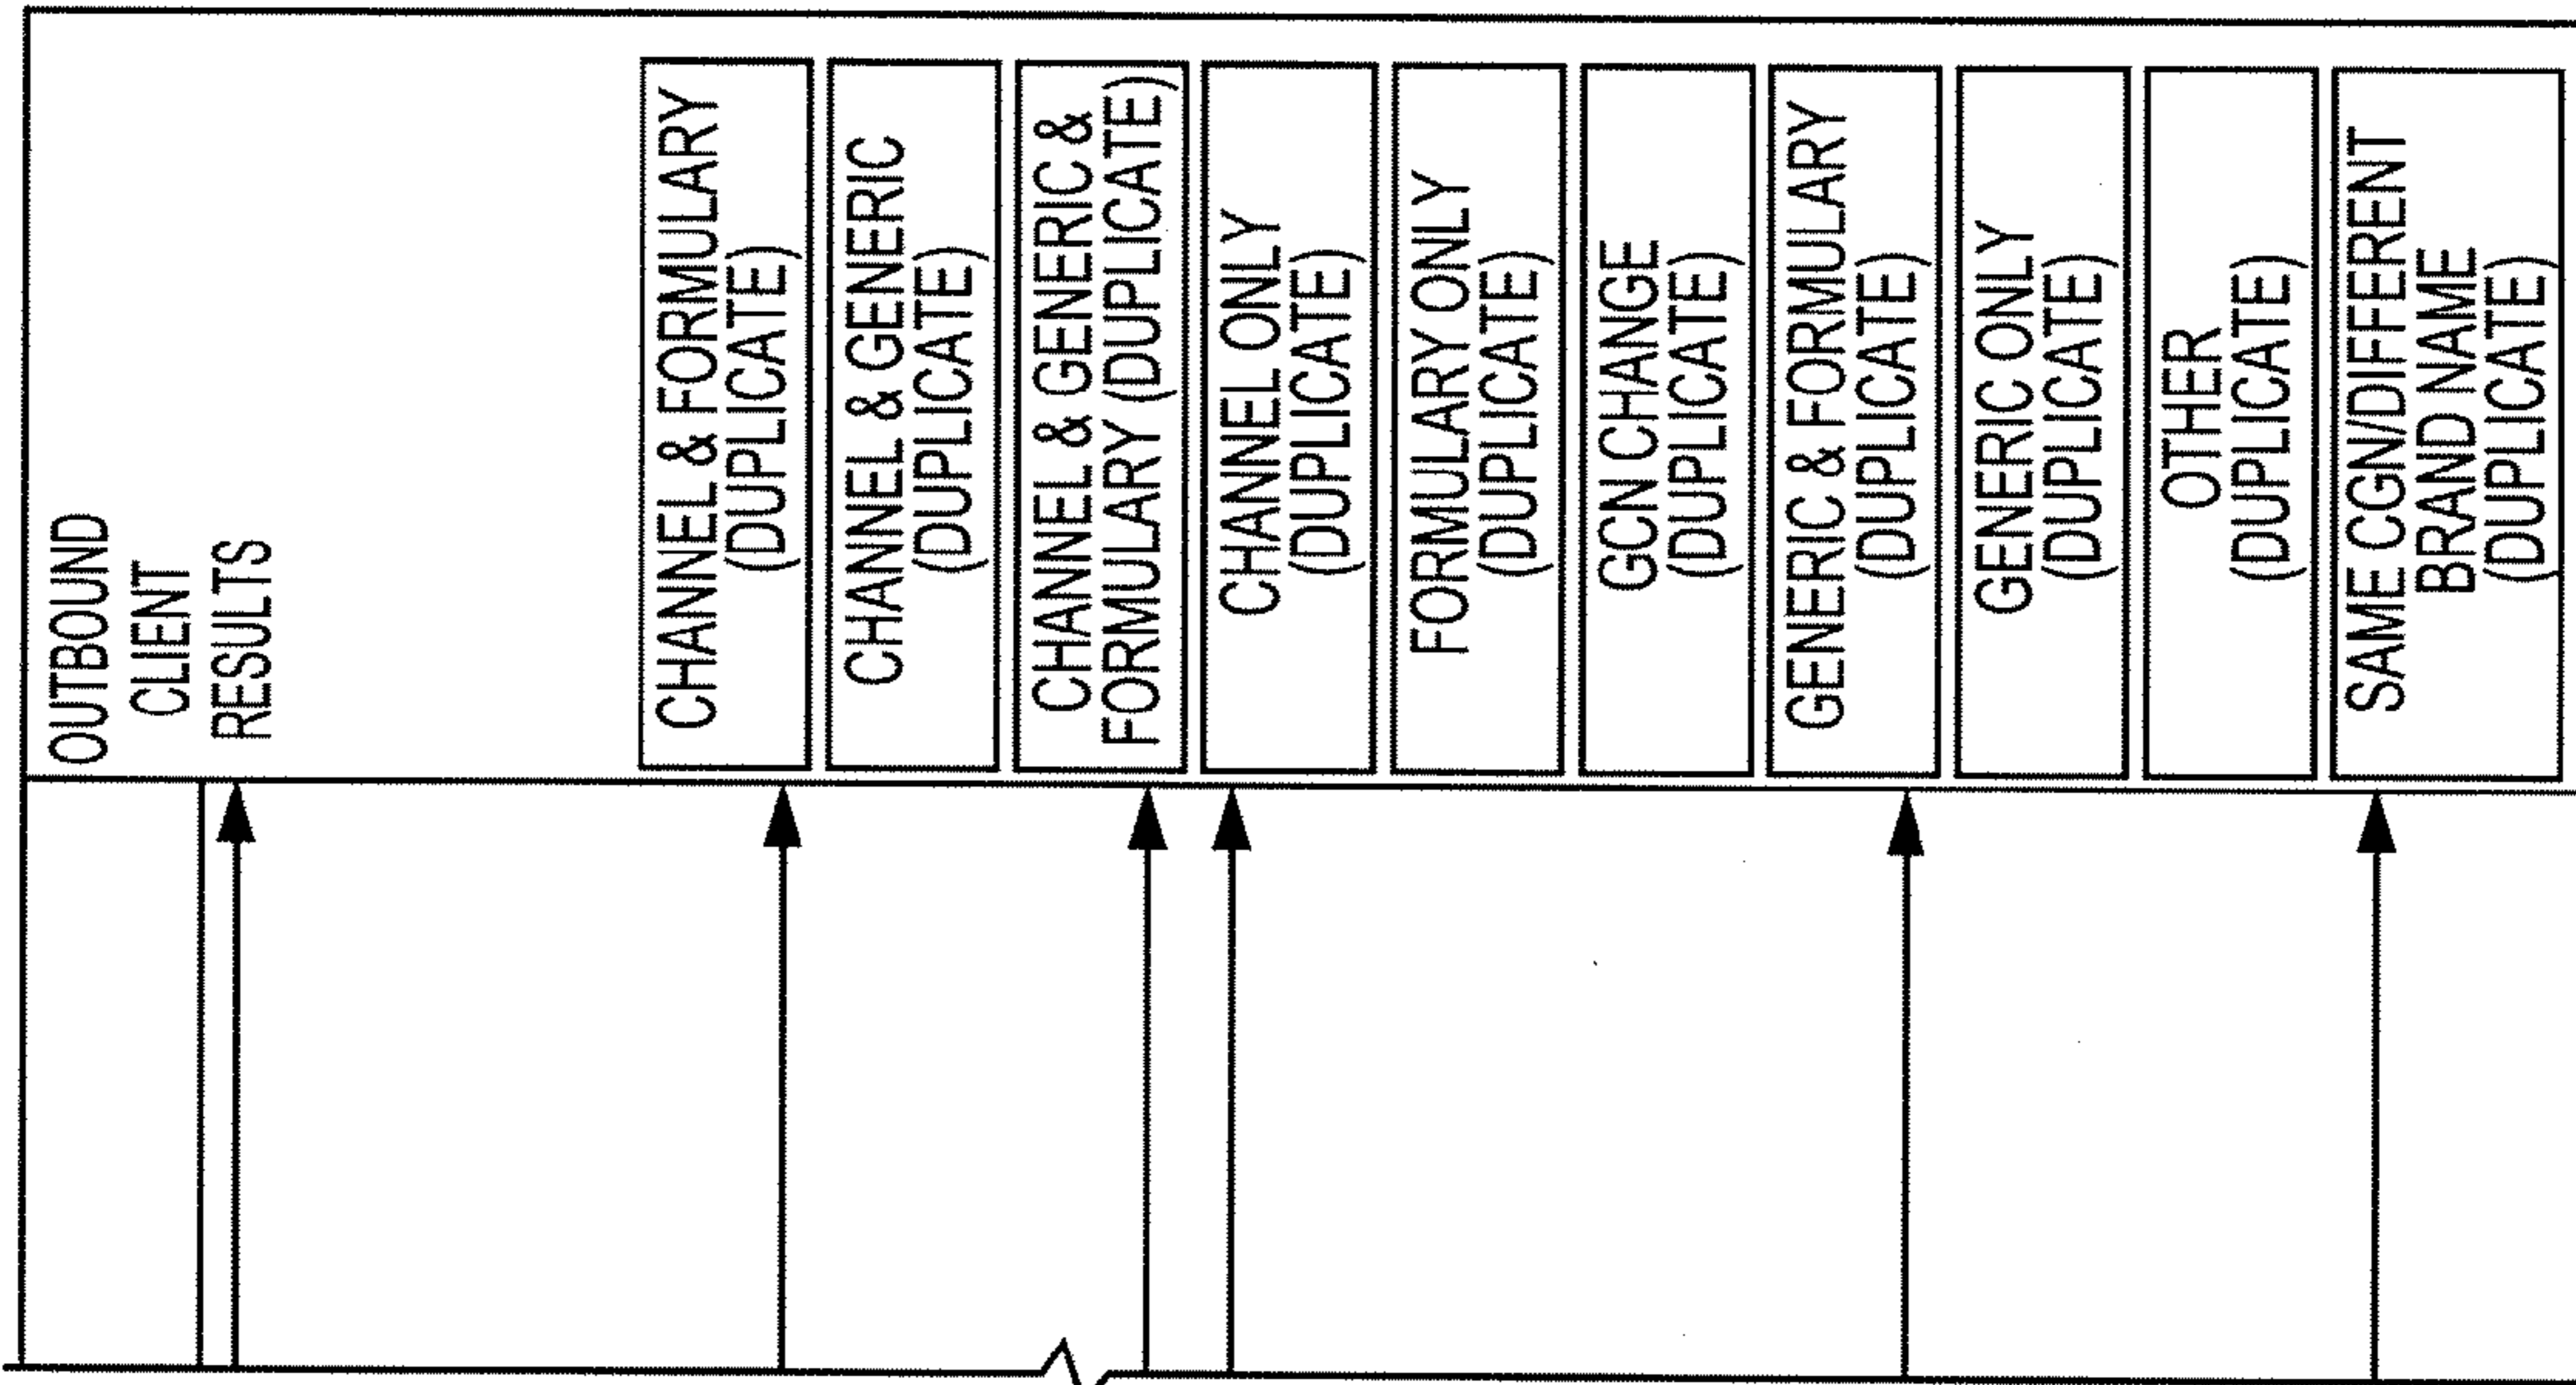 OUTBOUND
CLIENT
RESULTS
CHANNEL & FORMULARY
(DUPLICATE)
CHANNEL & GENERIC
(DUPLICATE)
CHANNEL & GENERIC &
FORMULARY (DUPLICATE)
CHANNEL ONLY
(DUPLICATE)
FORMULARY ONLY
(DUPLICATE)
GCN CHANGE
(DUPLICATE)
GENERIC & FORMULARY
(DUPLICATE)
GENERIC ONLY
(DUPLICATE)
OTHER
(DUPLICATE)
SAME CGN/DIFFERENT
BRAND NAME
(DUPLICATE)